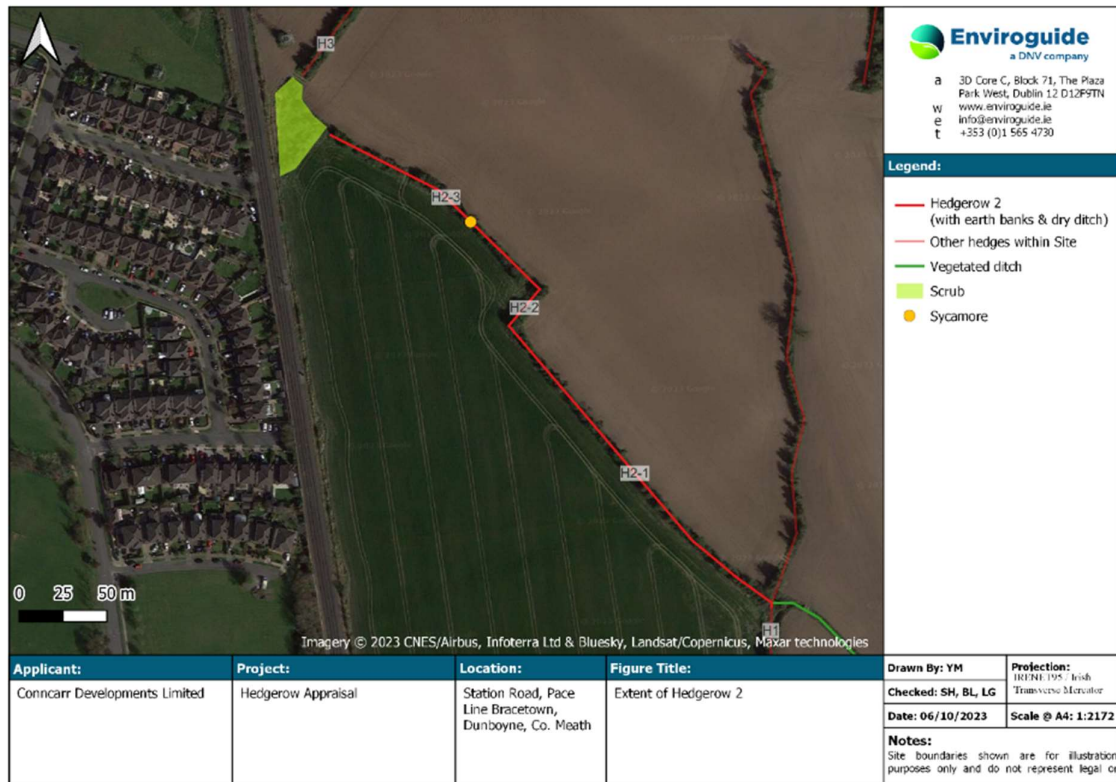 H3
H2-3
H2-2
H2-1
H1
0 25 50 m
Imagery © 2023 CNES/Airbus, Infoterra Ltd & Bluesky, Landsat/Copernicus, Maxar technologies
Enviroguide
a DNV company
a 3D Core C, Block 71, The Plaza
Park West, Dublin 12 D12F9TN
w www.enviroguide.ie
e info@enviroguide.ie
t +353 (0)1 565 4730
Legend:
Hedgerow 2
(with earth banks & dry ditch)
Other hedges within Site
Vegetated ditch
Scrub
Sycamore
Applicant:
Conncarr Developments Limited
Project:
Hedgerow Appraisal
Location:
Station Road, Pace
Line Bracetown,
Dunboyne, Co. Meath
Figure Title:
Extent of Hedgerow 2
Drawn By: YM
Checked: SH, BL, LG
Date: 06/10/2023
Projection:
IRENET95 / Irish
Transverse Mercator
Scale @ A4: 1:2172
Notes:
Site boundaries shown are for illustration
purposes only and do not represent legal or